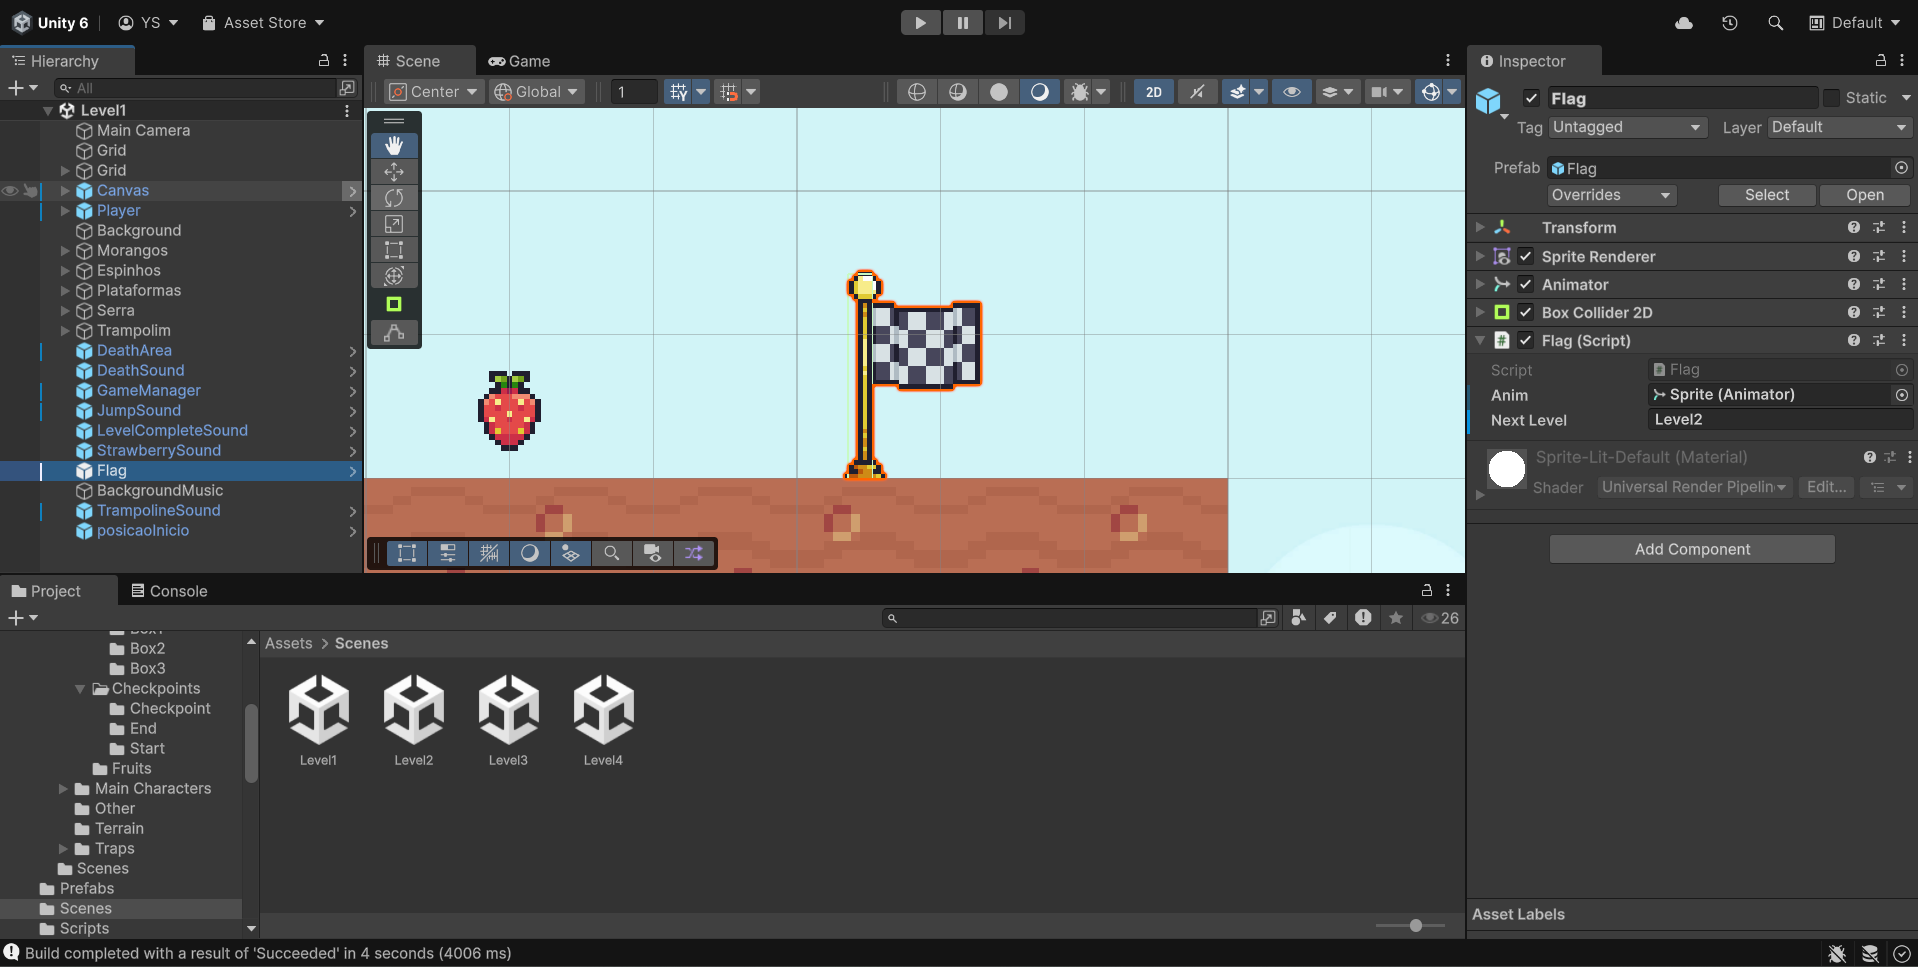 Unity 6
YS
Asset Store
Default
Hierarchy
All
Level1
Main Camera
Grid
Grid
Canvas
Player
Background
Morangos
Espinhos
Plataformas
Serra
Trampolim
DeathArea
DeathSound
GameManager
JumpSound
LevelCompleteSound
StrawberrySound
Flag
BackgroundMusic
TrampolineSound
posicaoInicio
Scene
Game
Center
Global
1
2D
Inspector
Flag
Static
Tag
Untagged
Layer
Default
Prefab
Flag
Overrides
Select
Open
Transform
Sprite Renderer
Animator
Box Collider 2D
Flag (Script)
Script
Flag
Anim
Sprite (Animator)
Next Level
Level2
Sprite-Lit-Default (Material)
Shader
Universal Render Pipelin
Edit...
Add Component
Asset Labels
Project
Console
26
Box1
Box2
Box3
Checkpoints
Checkpoint
End
Start
Fruits
Main Characters
Other
Terrain
Traps
Scenes
Prefabs
Scenes
Scripts
Assets > Scenes
Level1
Level2
Level3
Level4
Build completed with a result of 'Succeeded' in 4 seconds (4006 ms)